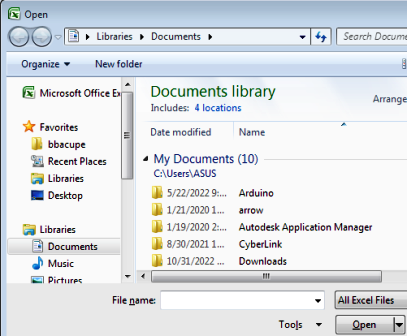 Open
Libraries
Documents
Search Docume
Organize
New folder
Microsoft Office Ex
Favorites
bbacupe
Recent Places
Libraries
Desktop
Libraries
Documents
Music
Pictures
Documents library
Includes: 4 locations
Arrange
Date modified Name
My Documents (10)
C:\Users\ASUS
5/22/2022 9:... Arduino
1/21/2020 1... arrow
1/19/2020 2... Autodesk Application Manager
8/30/2021 1... CyberLink
10/31/2022 ... Downloads
File name:
All Excel Files
Tools
Open